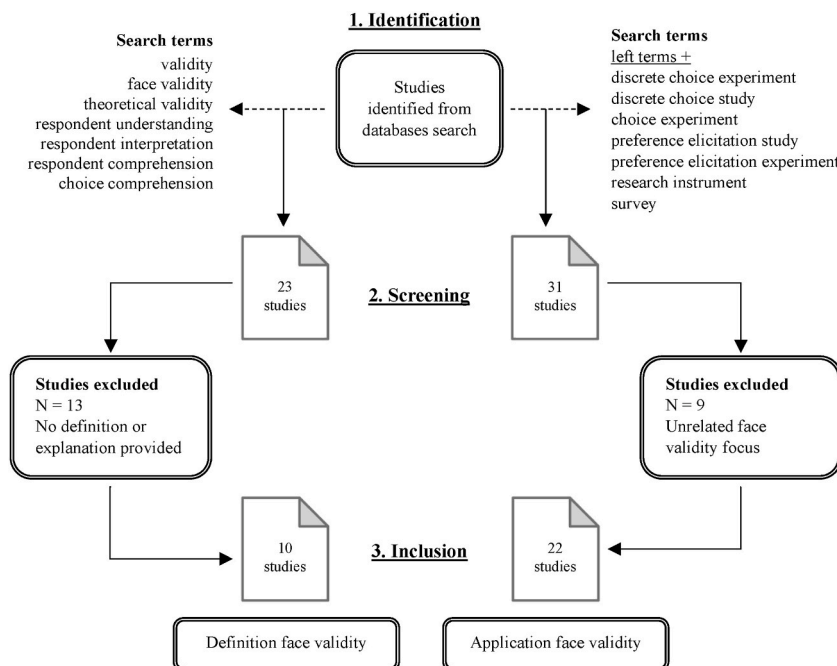 1. Identification
Search terms
validity
face validity
theoretical validity
respondent understanding
respondent interpretation
respondent comprehension
choice comprehension
Studies
identified from
databases search
Search terms
left terms +
discrete choice experiment
discrete choice study
choice experiment
preference elicitation study
preference elicitation experiment
research instrument
survey
23
studies
2. Screening
31
studies
Studies excluded
N = 13
No definition or
explanation provided
Studies excluded
N = 9
Unrelated face
validity focus
10
studies
3. Inclusion
22
studies
Definition face validity
Application face validity